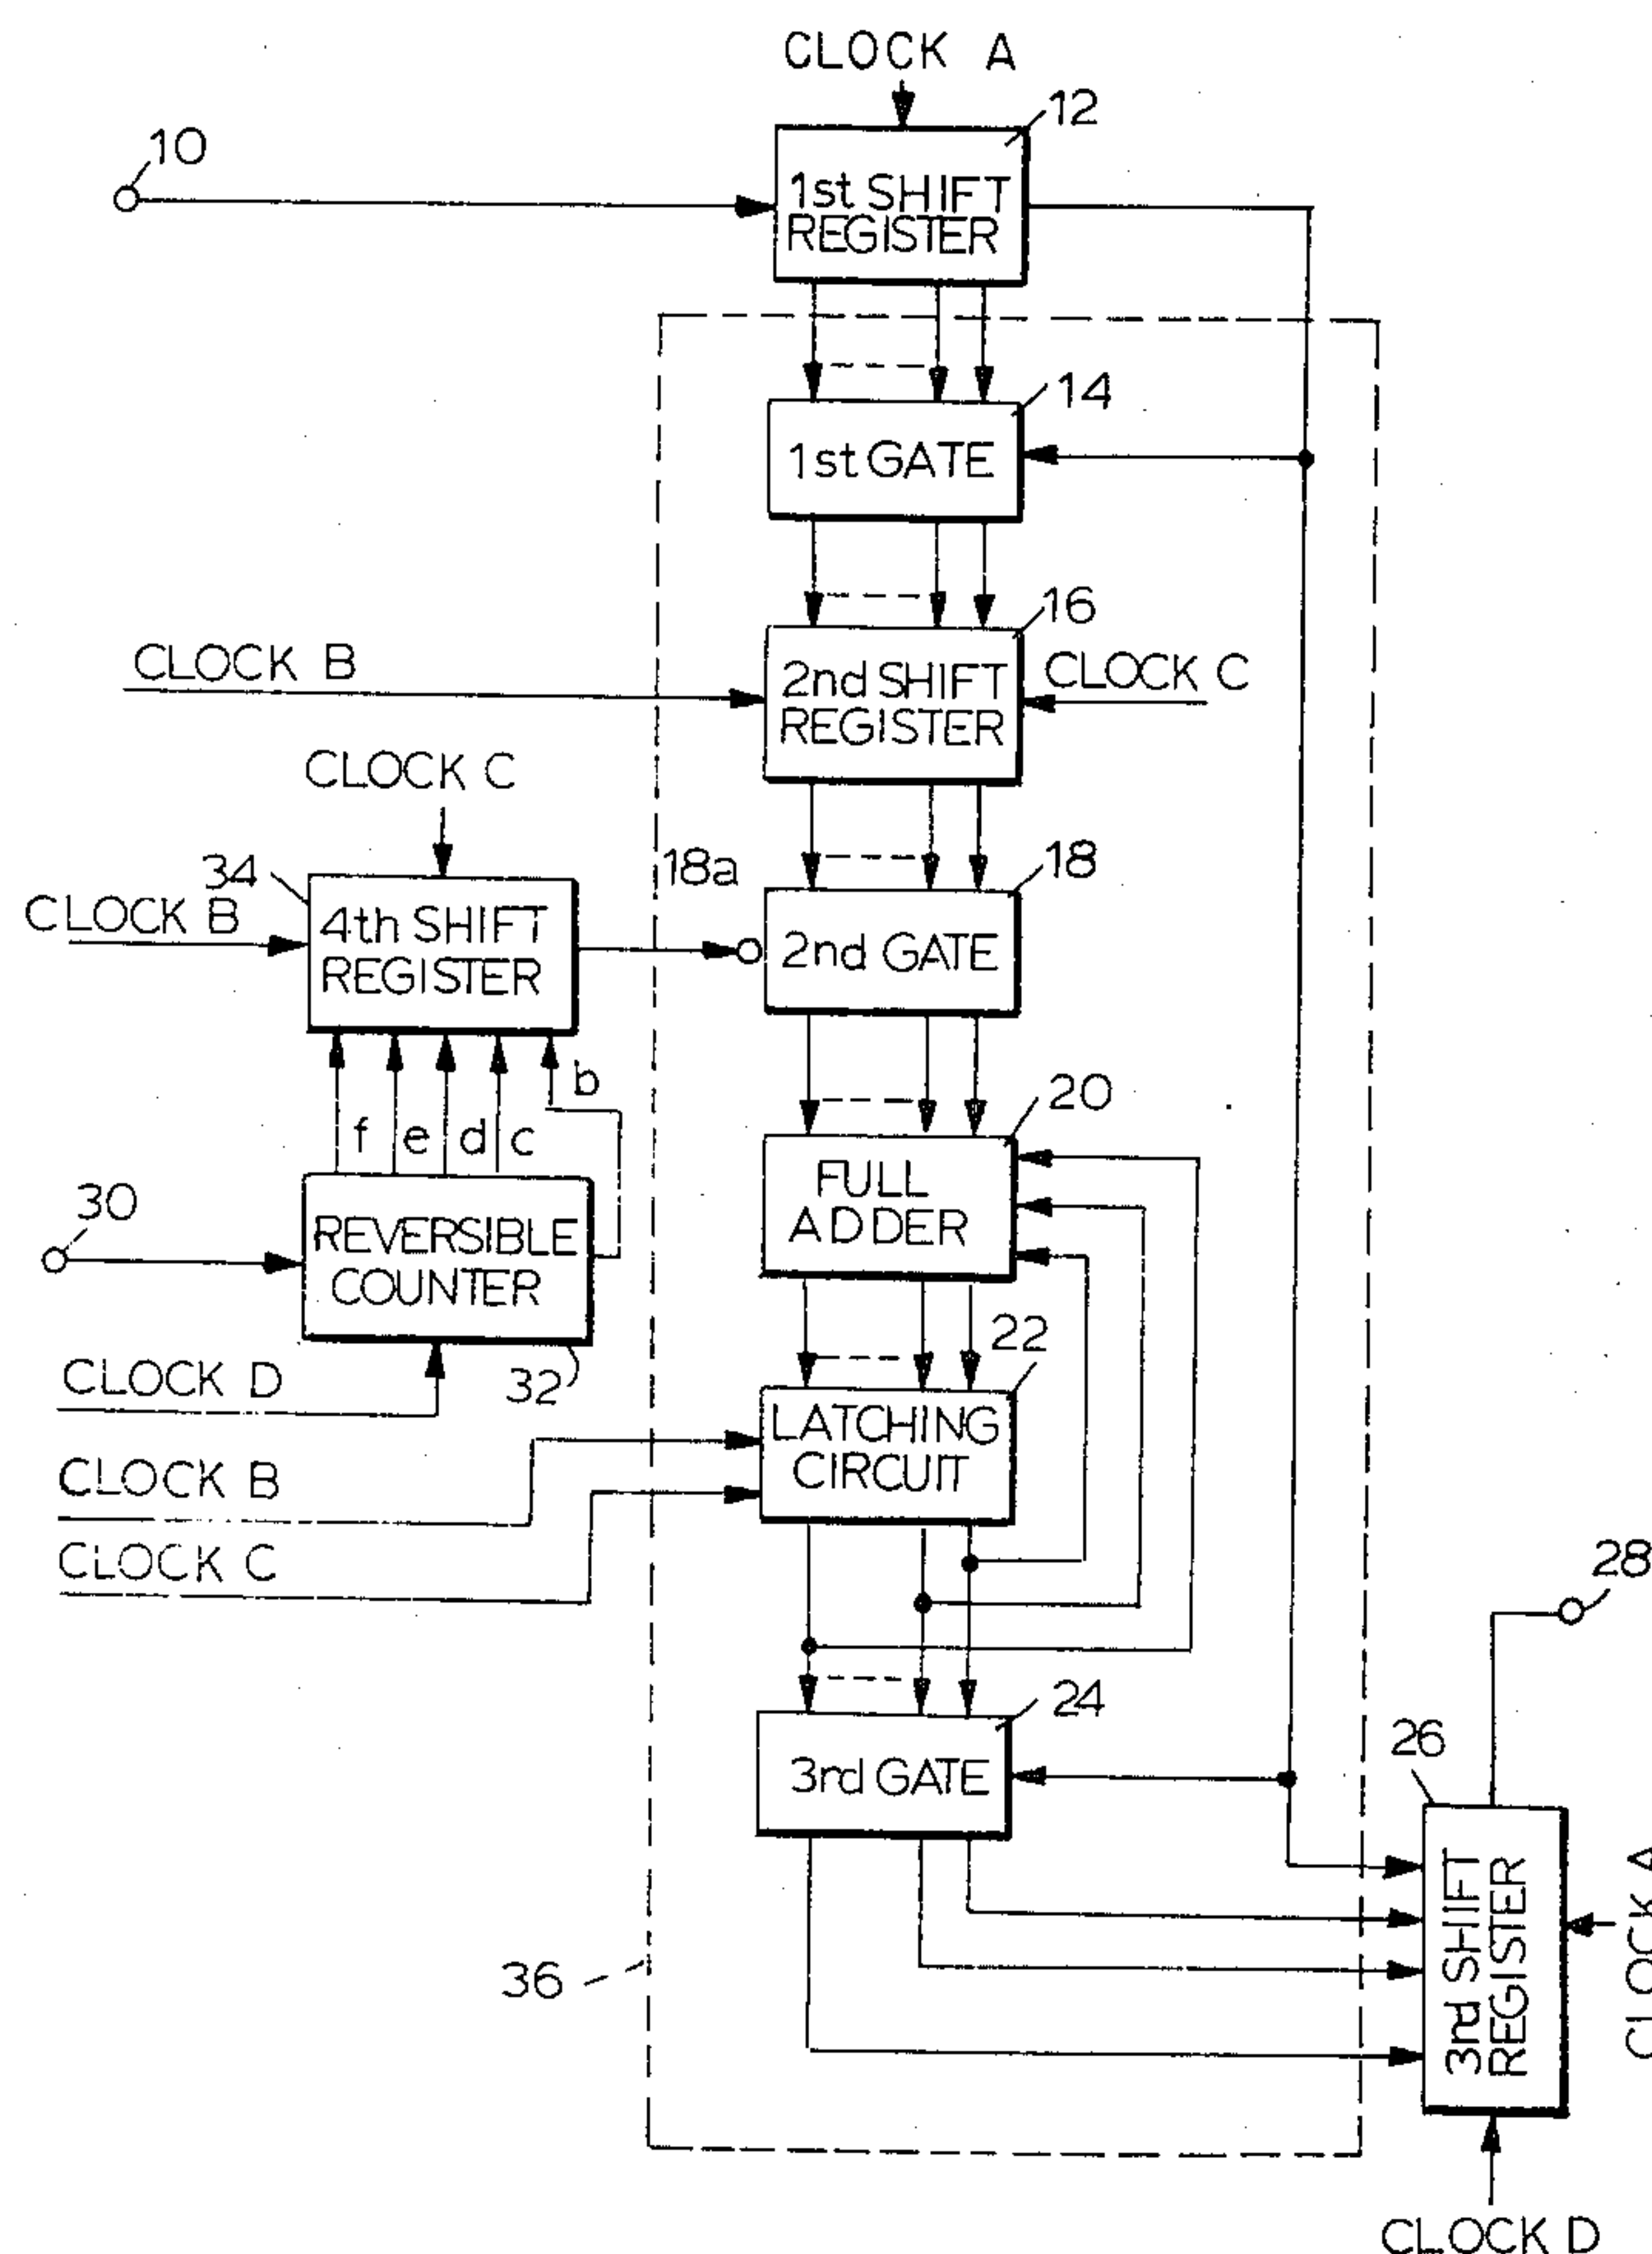 CLOCK A
12
10
1st SHIFT
REGISTER
14
1st GATE
16
CLOCK B
2nd SHIFT
REGISTER
CLOCK C
CLOCK C
34
18a
18
CLOCK B
4th SHIFT
REGISTER
2nd GATE
b
f e d c
20
30
FULL
ADDER
REVERSIBLE
COUNTER
22
CLOCK D
32
LATCHING
CIRCUIT
CLOCK B
CLOCK C
28
24
26
3rd GATE
3nd SHIFT
REGISTER
CLOCK A
36
CLOCK D